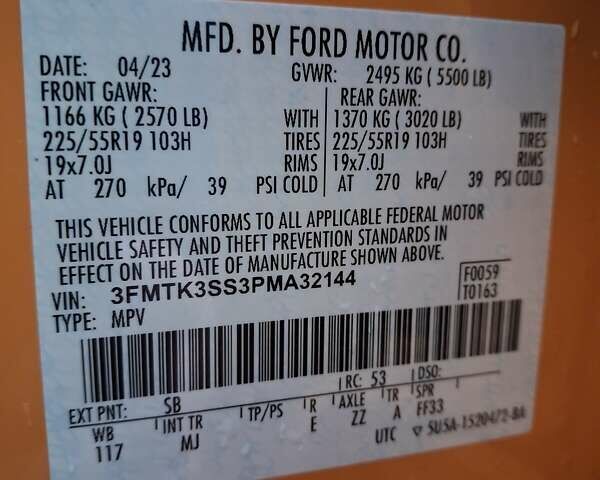 MFD. BY FORD MOTOR CO.
DATE: 04/23 GVWR: 2495 KG ( 5500 LB)
FRONT GAWR: REAR GAWR:
1166 KG ( 2570 LB) WITH 1370 KG ( 3020 LB) WITH
225/55R19 103H TIRES 225/55R19 103H TIRES
19x7.0J RIMS 19x7.0J RIMS
AT 270 kPa/ 39 PSI COLD AT 270 kPa/ 39 PSI COLD
THIS VEHICLE CONFORMS TO ALL APPLICABLE FEDERAL MOTOR
VEHICLE SAFETY AND THEFT PREVENTION STANDARDS IN
EFFECT ON THE DATE OF MANUFACTURE SHOWN ABOVE.
VIN: 3FMTK3SS3PMA32144 F0059
TYPE: MPV T0163
EXT PNT: SB RC: 53 DSO:
WB INT TR TP/PS R AXLE TR SPR
117 MJ E ZZ A FF33
UTC ▽ SU5A-1520472-BA